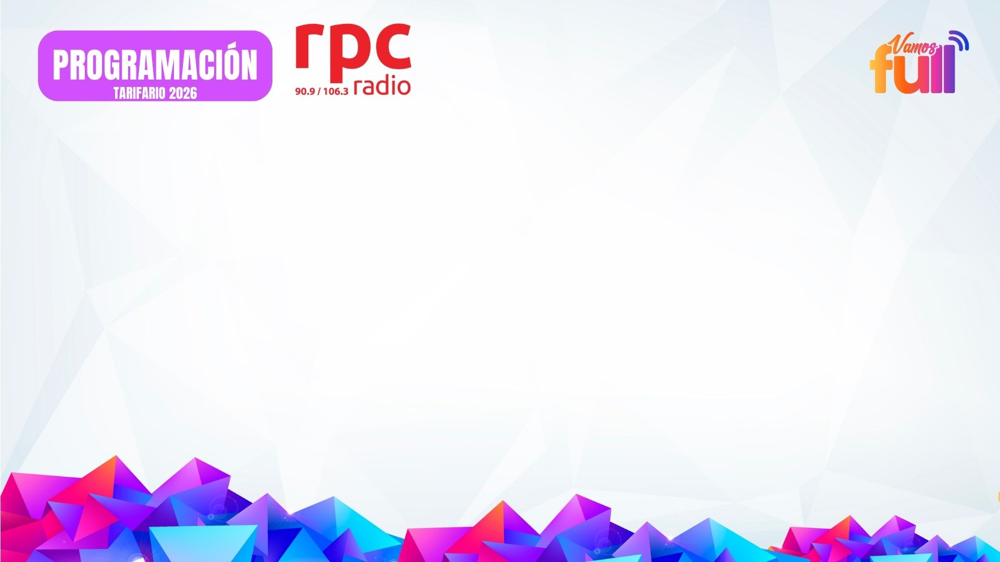 PROGRAMACIÓN
TARIFARIO 2026
rpc
90.9 / 106.3 radio
Vamos
full